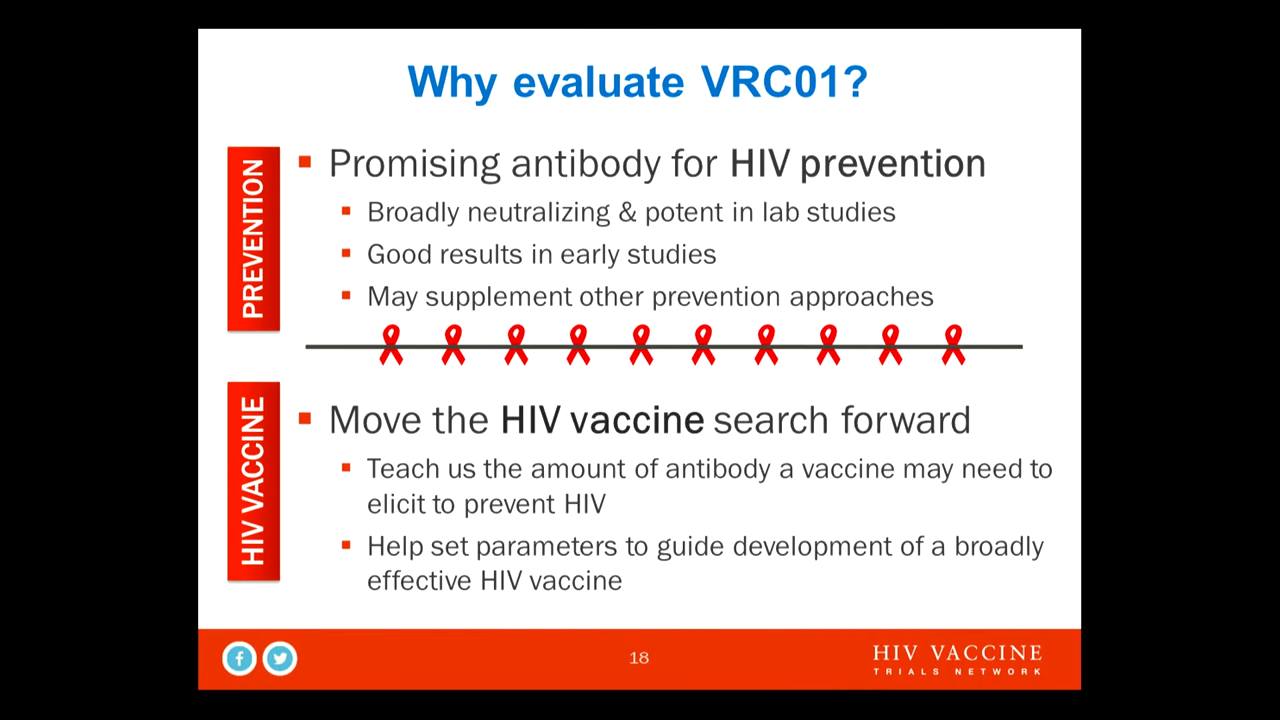 Why evaluate VRC01?
PREVENTION
Promising antibody for HIV prevention
Broadly neutralizing & potent in lab studies
Good results in early studies
May supplement other prevention approaches
HIV VACCINE
Move the HIV vaccine search forward
Teach us the amount of antibody a vaccine may need to
elicit to prevent HIV
Help set parameters to guide development of a broadly
effective HIV vaccine
f
18
HIV VACCINE
TRIALS NETWORK